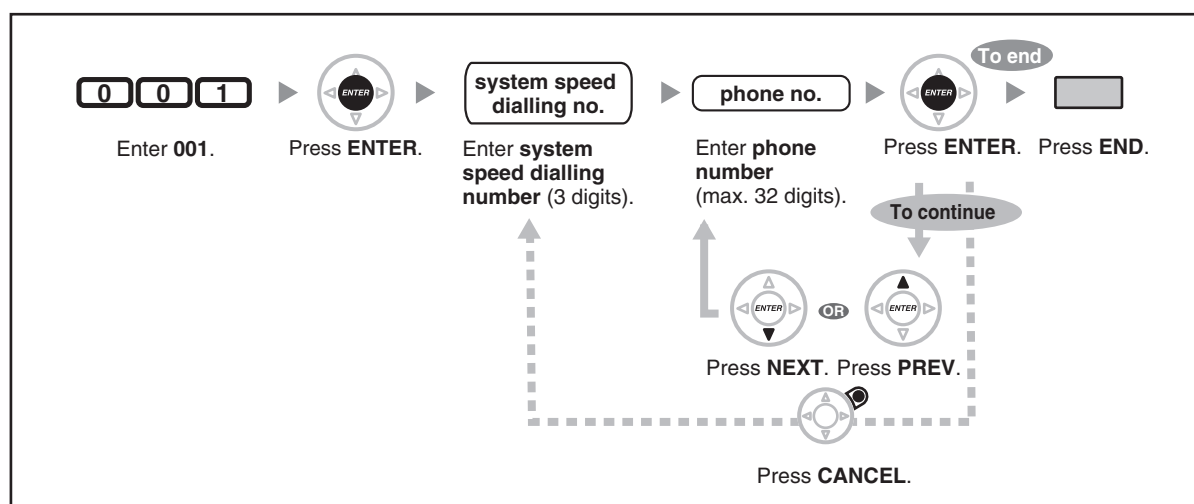 0 0 1
ENTER
system speed
dialling no.
phone no.
ENTER
To end
Enter 001.
Press ENTER.
Enter system
speed dialling
number (3 digits).
Enter phone
number
(max. 32 digits).
Press ENTER.
Press END.
To continue
ENTER
OR
ENTER
Press NEXT.
Press PREV.
Press CANCEL.